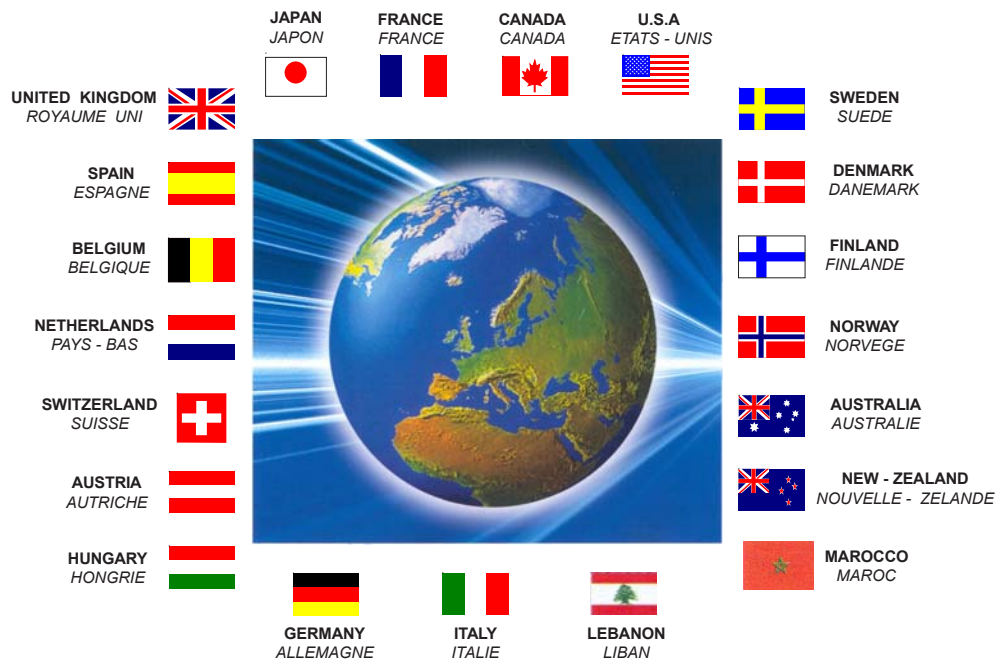 JAPAN
JAPON
FRANCE
FRANCE
CANADA
CANADA
U.S.A
ETATS - UNIS
UNITED KINGDOM
ROYAUME UNI
SPAIN
ESPAGNE
BELGIUM
BELGIQUE
NETHERLANDS
PAYS - BAS
SWITZERLAND
SUISSE
AUSTRIA
AUTRICHE
HUNGARY
HONGRIE
SWEDEN
SUEDE
DENMARK
DANEMARK
FINLAND
FINLANDE
NORWAY
NORVEGE
AUSTRALIA
AUSTRALIE
NEW - ZEALAND
NOUVELLE - ZELANDE
MAROCCO
MAROC
GERMANY
ALLEMAGNE
ITALY
ITALIE
LEBANON
LIBAN